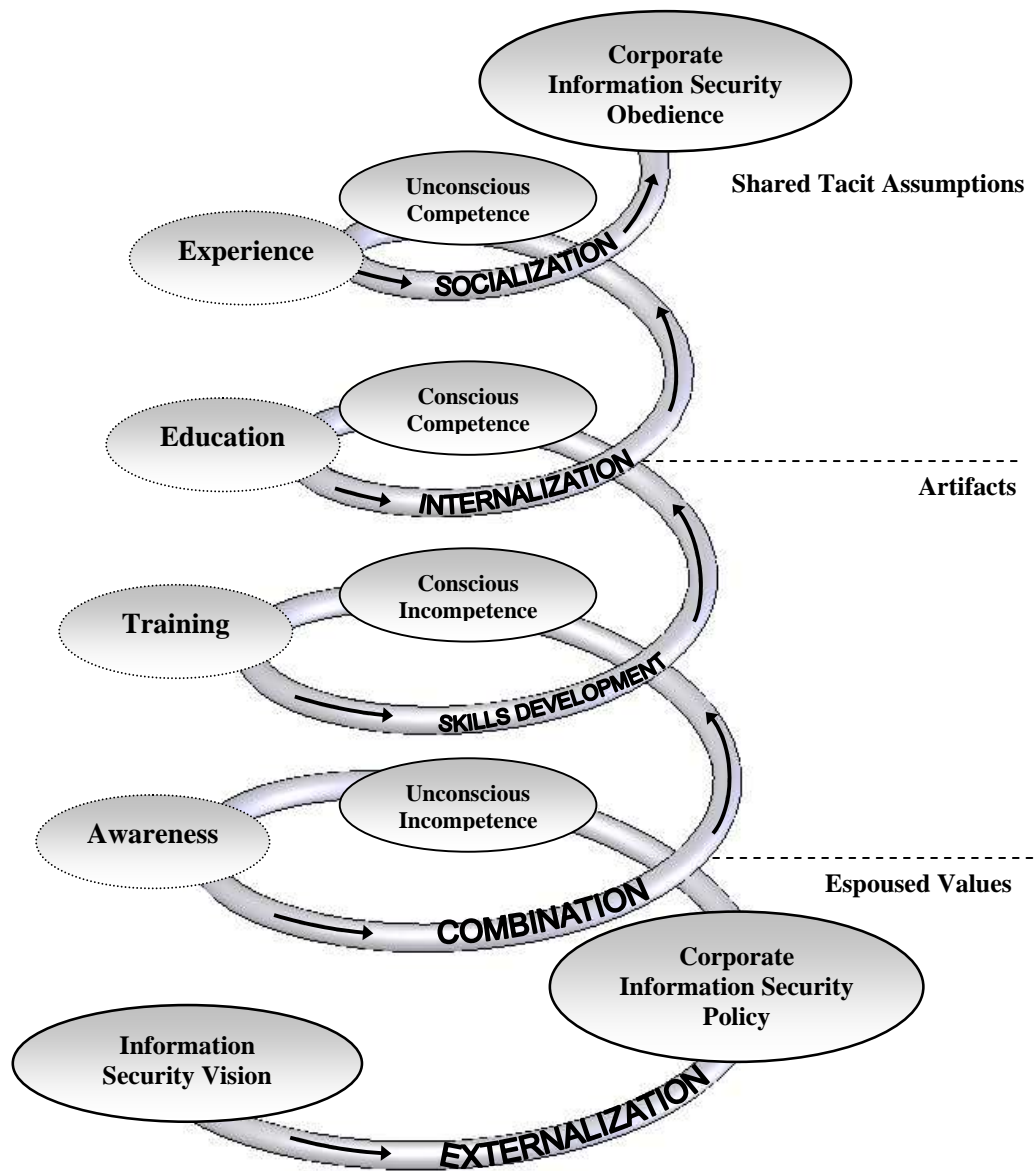 Corporate
Information Security
Obedience
Unconscious
Competence
Shared Tacit Assumptions
Experience
SOCIALIZATION
Conscious
Competence
Education
INTERNALIZATION
Artifacts
Conscious
Incompetence
Training
SKILLS DEVELOPMENT
Unconscious
Incompetence
Awareness
Espoused Values
COMBINATION
Corporate
Information Security
Policy
Information
Security Vision
EXTERNALIZATION